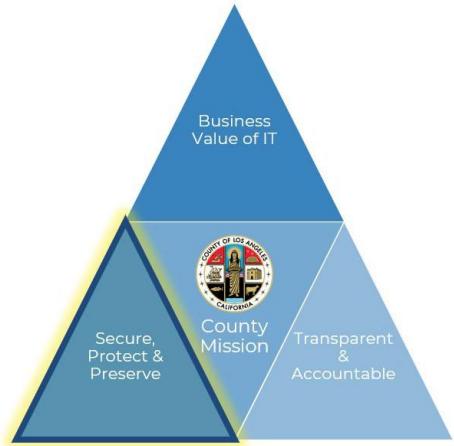 Business
Value of IT
COUNTY OF LOS ANGELES
CALIFORNIA
County
Mission
Secure,
Protect &
Preserve
Transparent
&
Accountable